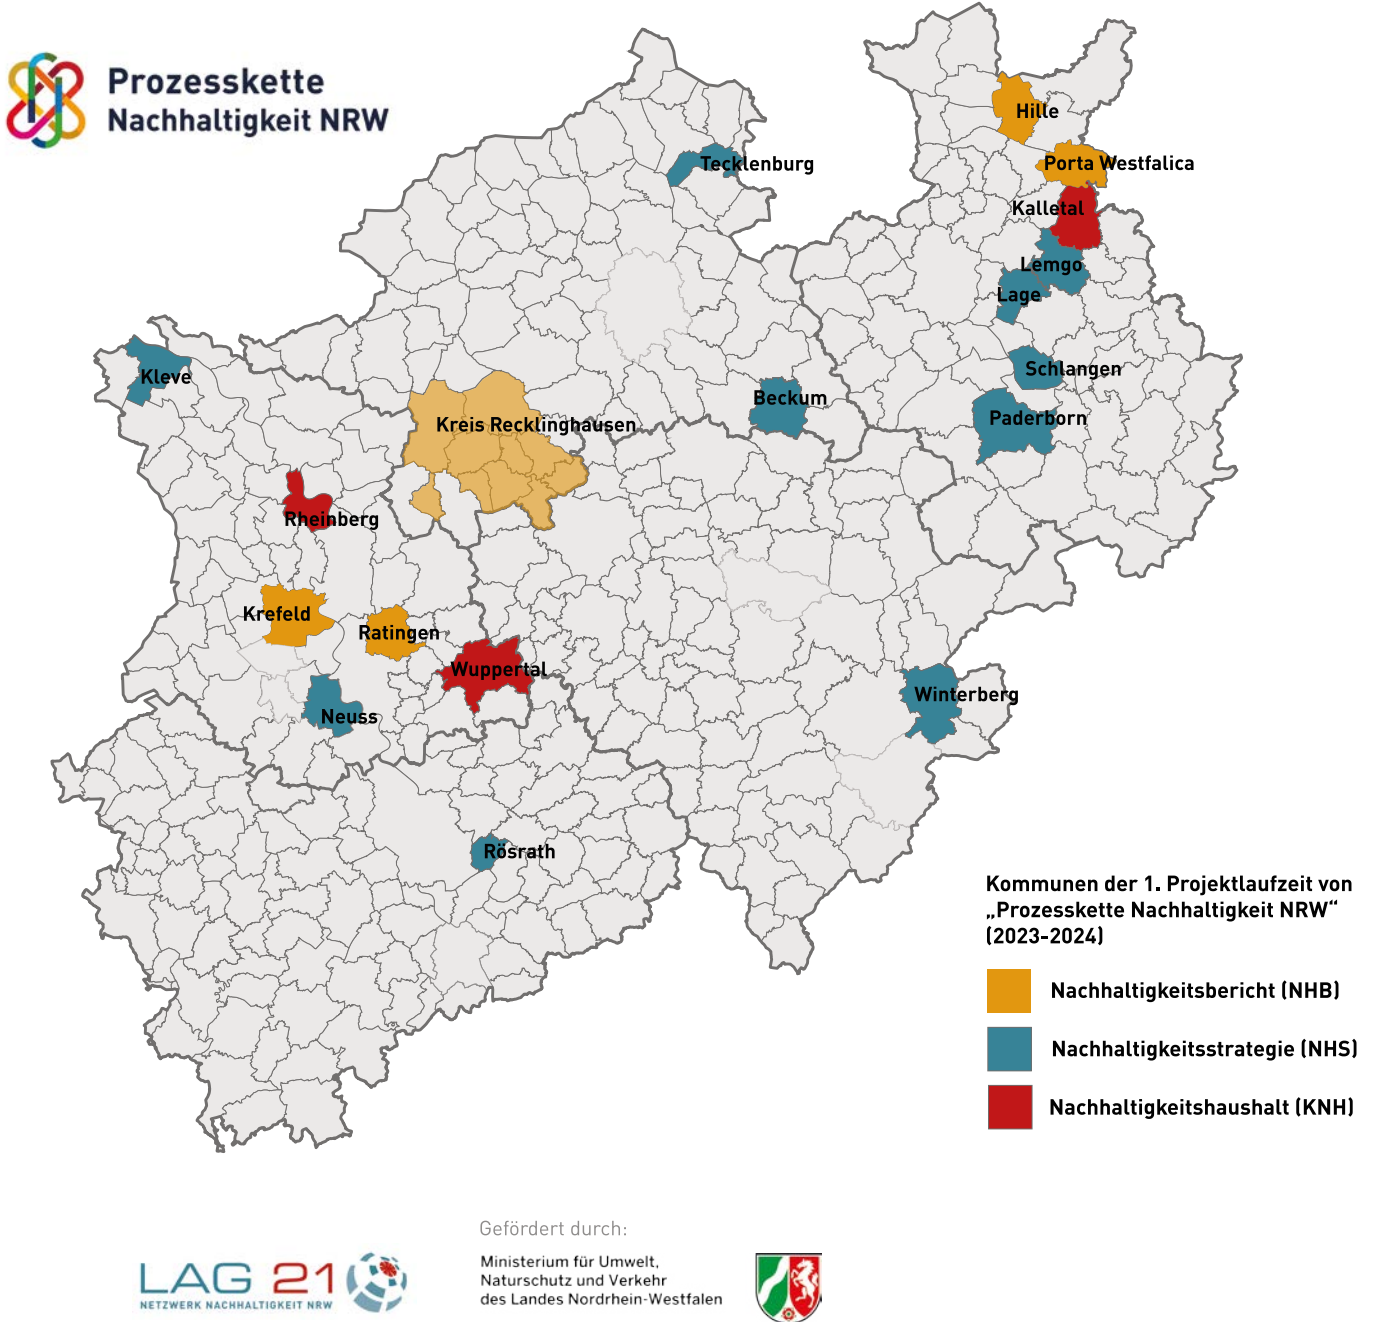 Prozesskette
Nachhaltigkeit NRW
Hille
Tecklenburg
Porta Westfalica
Kalletal
Lemgo
Lage
Schlangen
Kleve
Beckum
Paderborn
Kreis Recklinghausen
Rheinberg
Krefeld
Ratingen
Wuppertal
Winterberg
Neuss
Rösrath
Kommunen der 1. Projektlaufzeit von
„Prozesskette Nachhaltigkeit NRW“
(2023-2024)
Nachhaltigkeitsbericht (NHB)
Nachhaltigkeitsstrategie (NHS)
Nachhaltigkeitshaushalt (KNH)
Gefördert durch:
Ministerium für Umwelt,
Naturschutz und Verkehr
des Landes Nordrhein-Westfalen
LAG 21
NETZWERK NACHHALTIGKEIT NRW